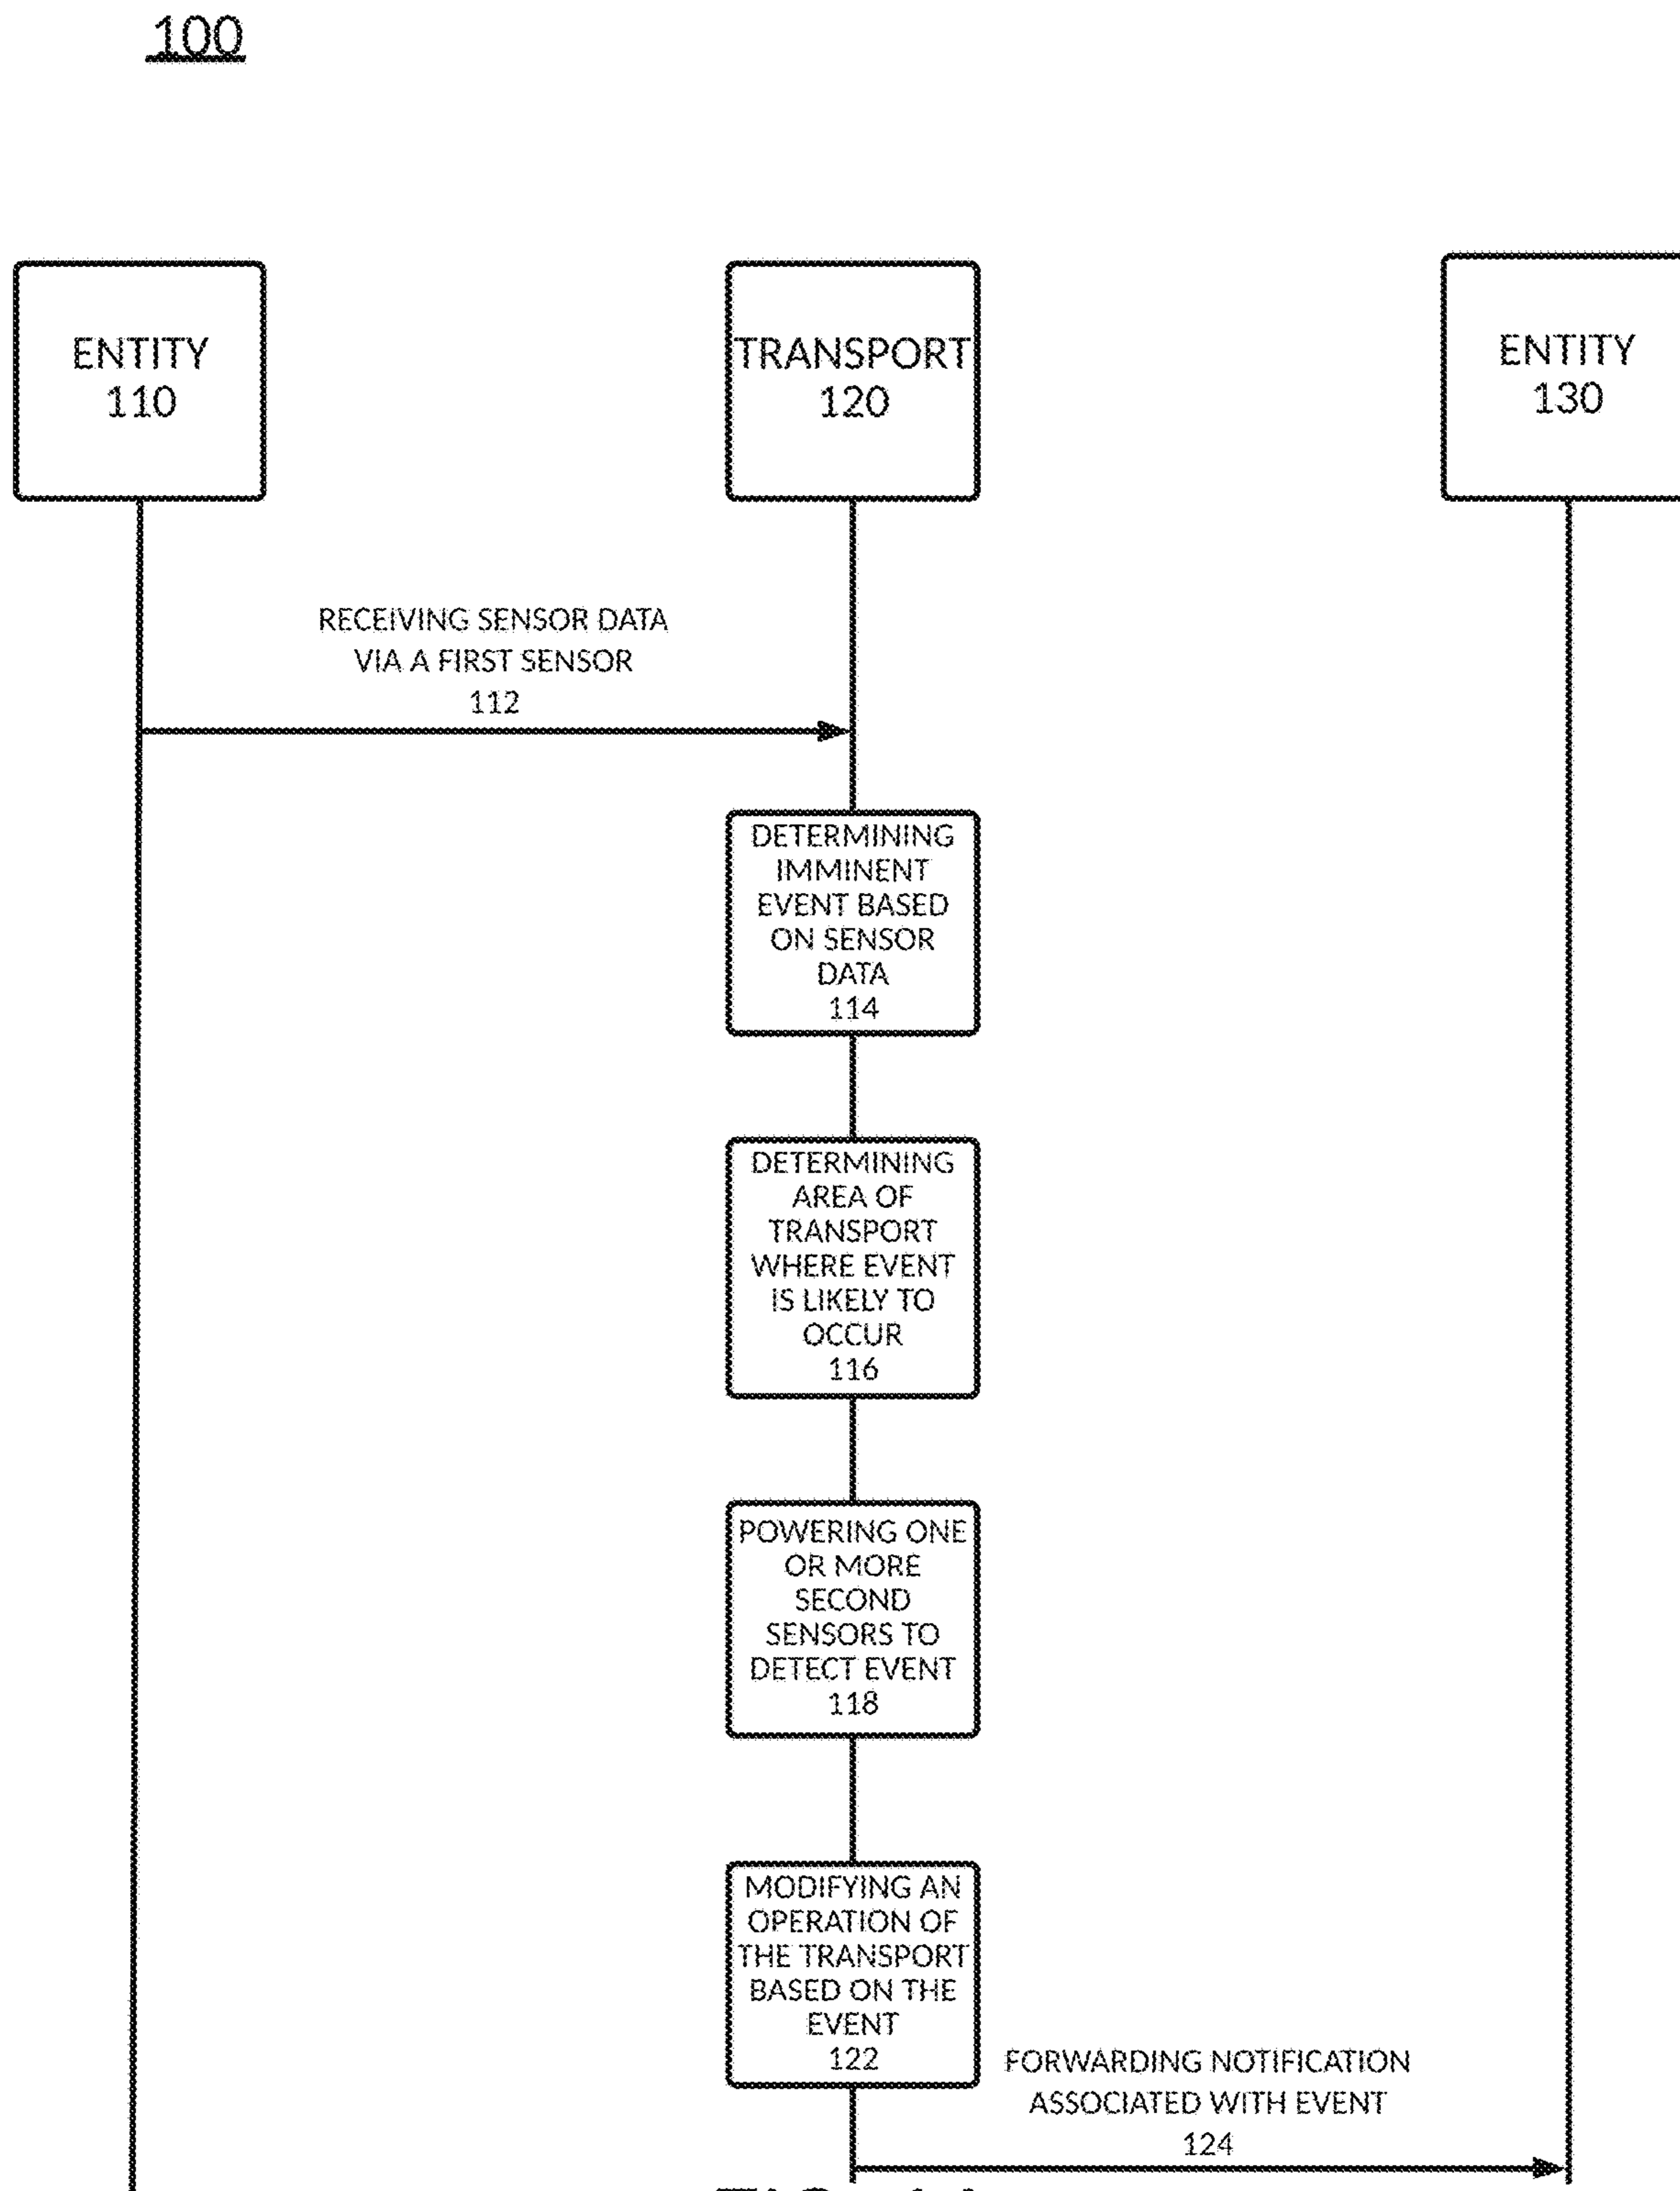 100
ENTITY
110
TRANSPORT
120
ENTITY
130
RECEIVING SENSOR DATA
VIA A FIRST SENSOR
112
DETERMINING
IMMINENT
EVENT BASED
ON SENSOR
DATA
114
DETERMINING
AREA OF
TRANSPORT
WHERE EVENT
IS LIKELY TO
OCCUR
116
POWERING ONE
OR MORE
SECOND
SENSORS TO
DETECT EVENT
118
MODIFYING AN
OPERATION OF
THE TRANSPORT
BASED ON THE
EVENT
122
FORWARDING NOTIFICATION
ASSOCIATED WITH EVENT
124